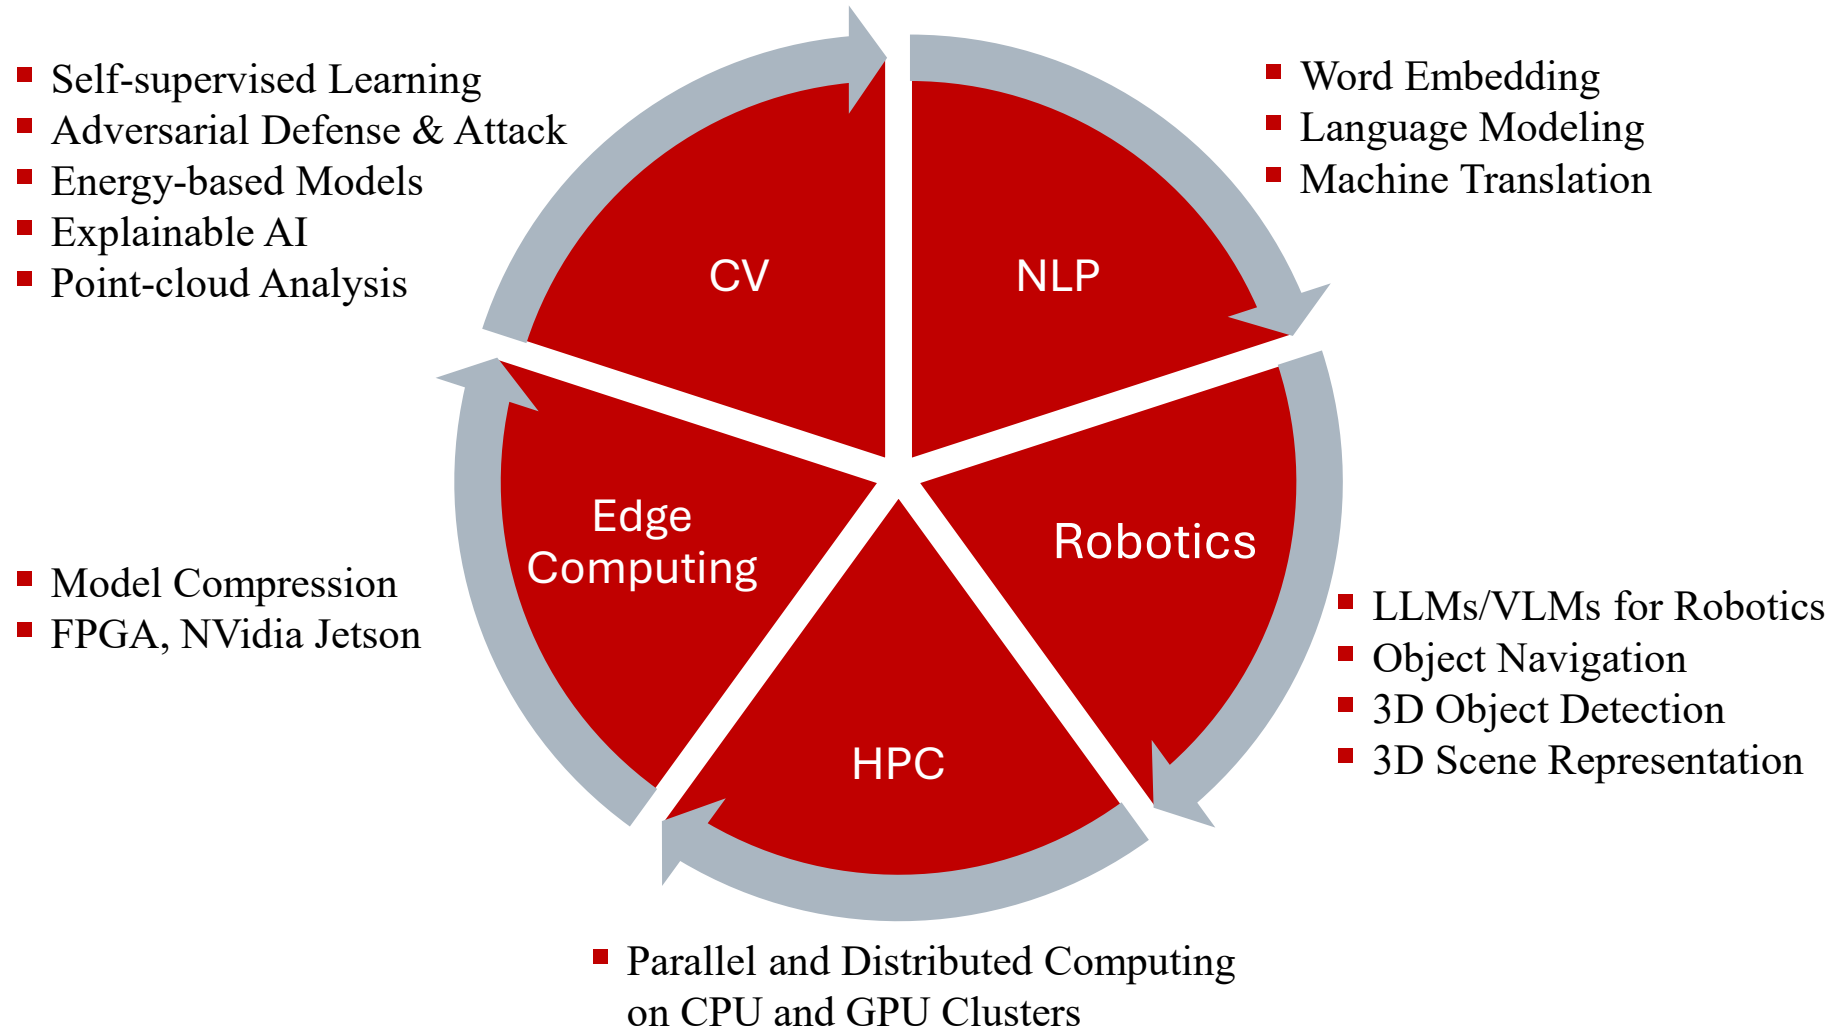 Self-supervised Learning
Adversarial Defense & Attack
Energy-based Models
Explainable AI
Point-cloud Analysis
Word Embedding
Language Modeling
Machine Translation
CV
NLP
Edge
Computing
Robotics
HPC
Model Compression
FPGA, NVidia Jetson
LLMs/VLMs for Robotics
Object Navigation
3D Object Detection
3D Scene Representation
Parallel and Distributed Computing
on CPU and GPU Clusters